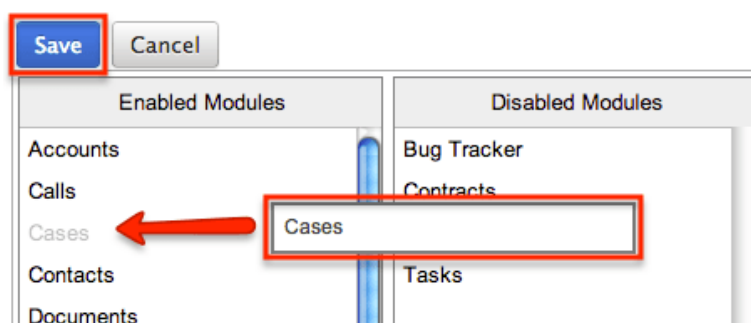 Save
Cancel
Enabled Modules
Disabled Modules
Accounts
Bug Tracker
Calls
Contracts
Cases
Cases
Contacts
Tasks
Documents